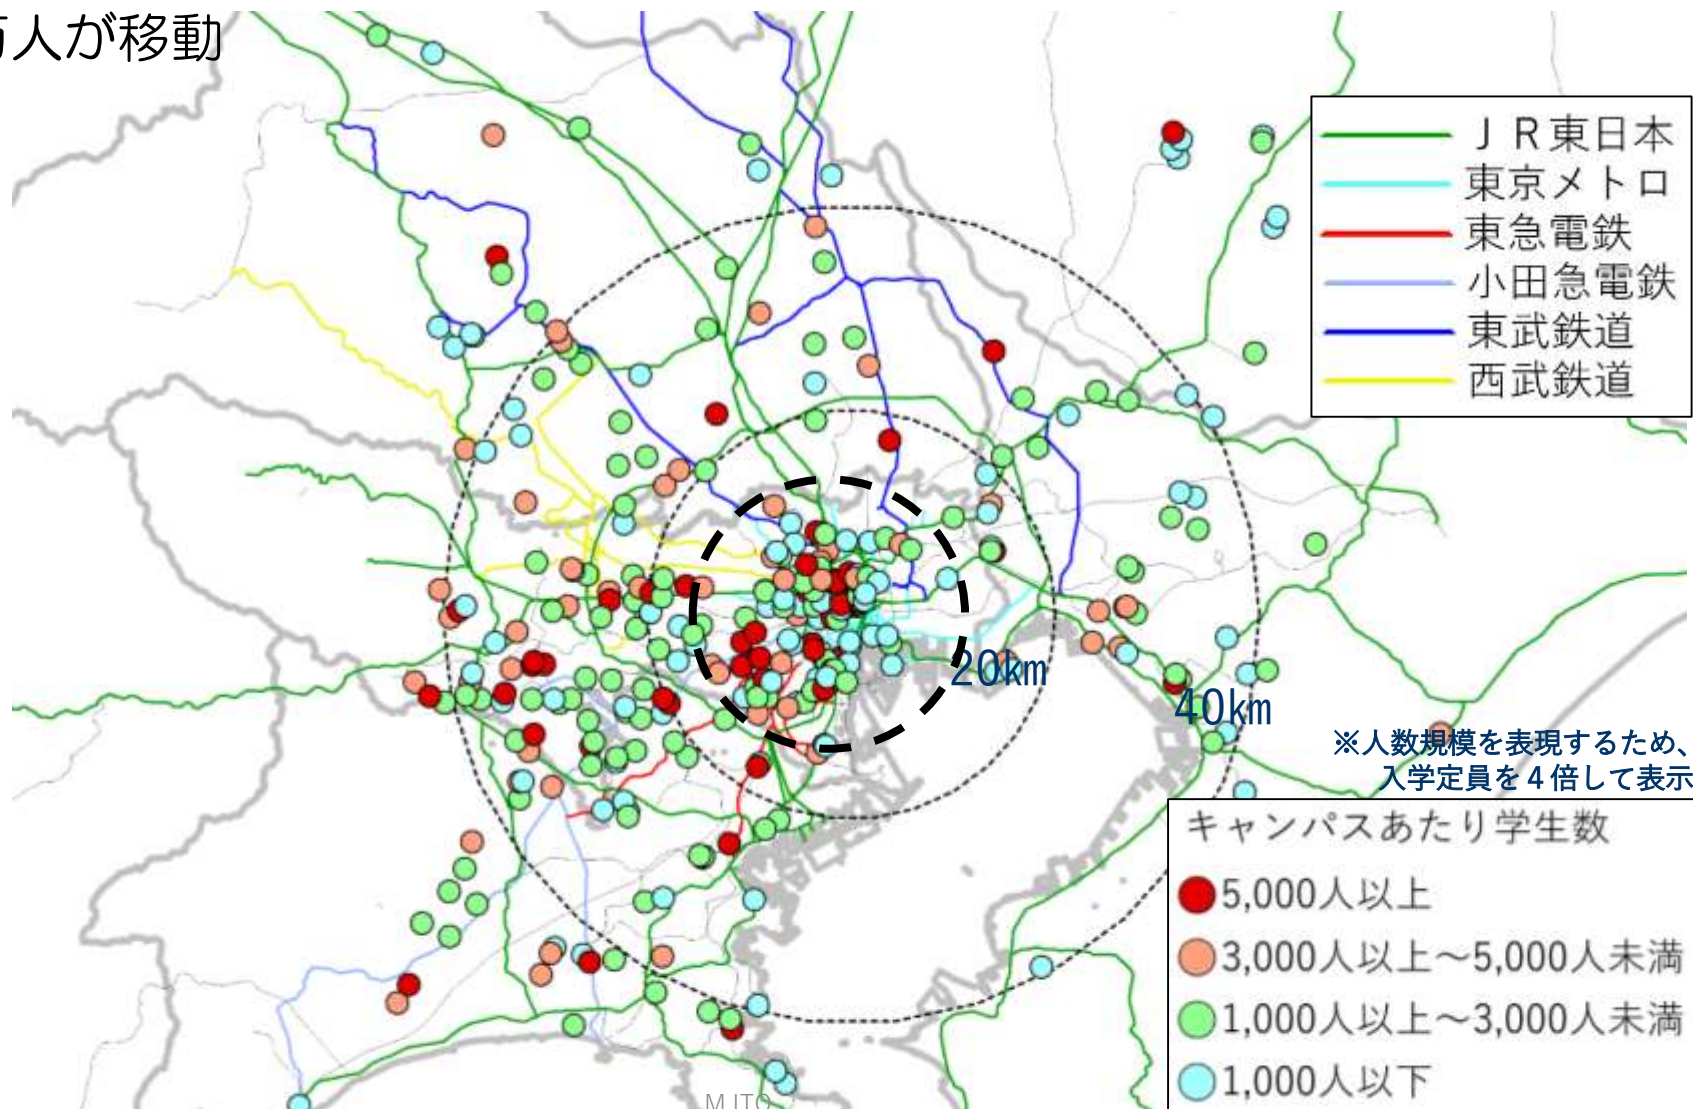 万人が移動
ＪＲ東日本
東京メトロ
東急電鉄
小田急電鉄
東武鉄道
西武鉄道
20km
40km
※人数規模を表現するため、
入学定員を４倍して表示
キャンパスあたり学生数
5,000人以上
3,000人以上～5,000人未満
1,000人以上～3,000人未満
1,000人以下
M.ITO